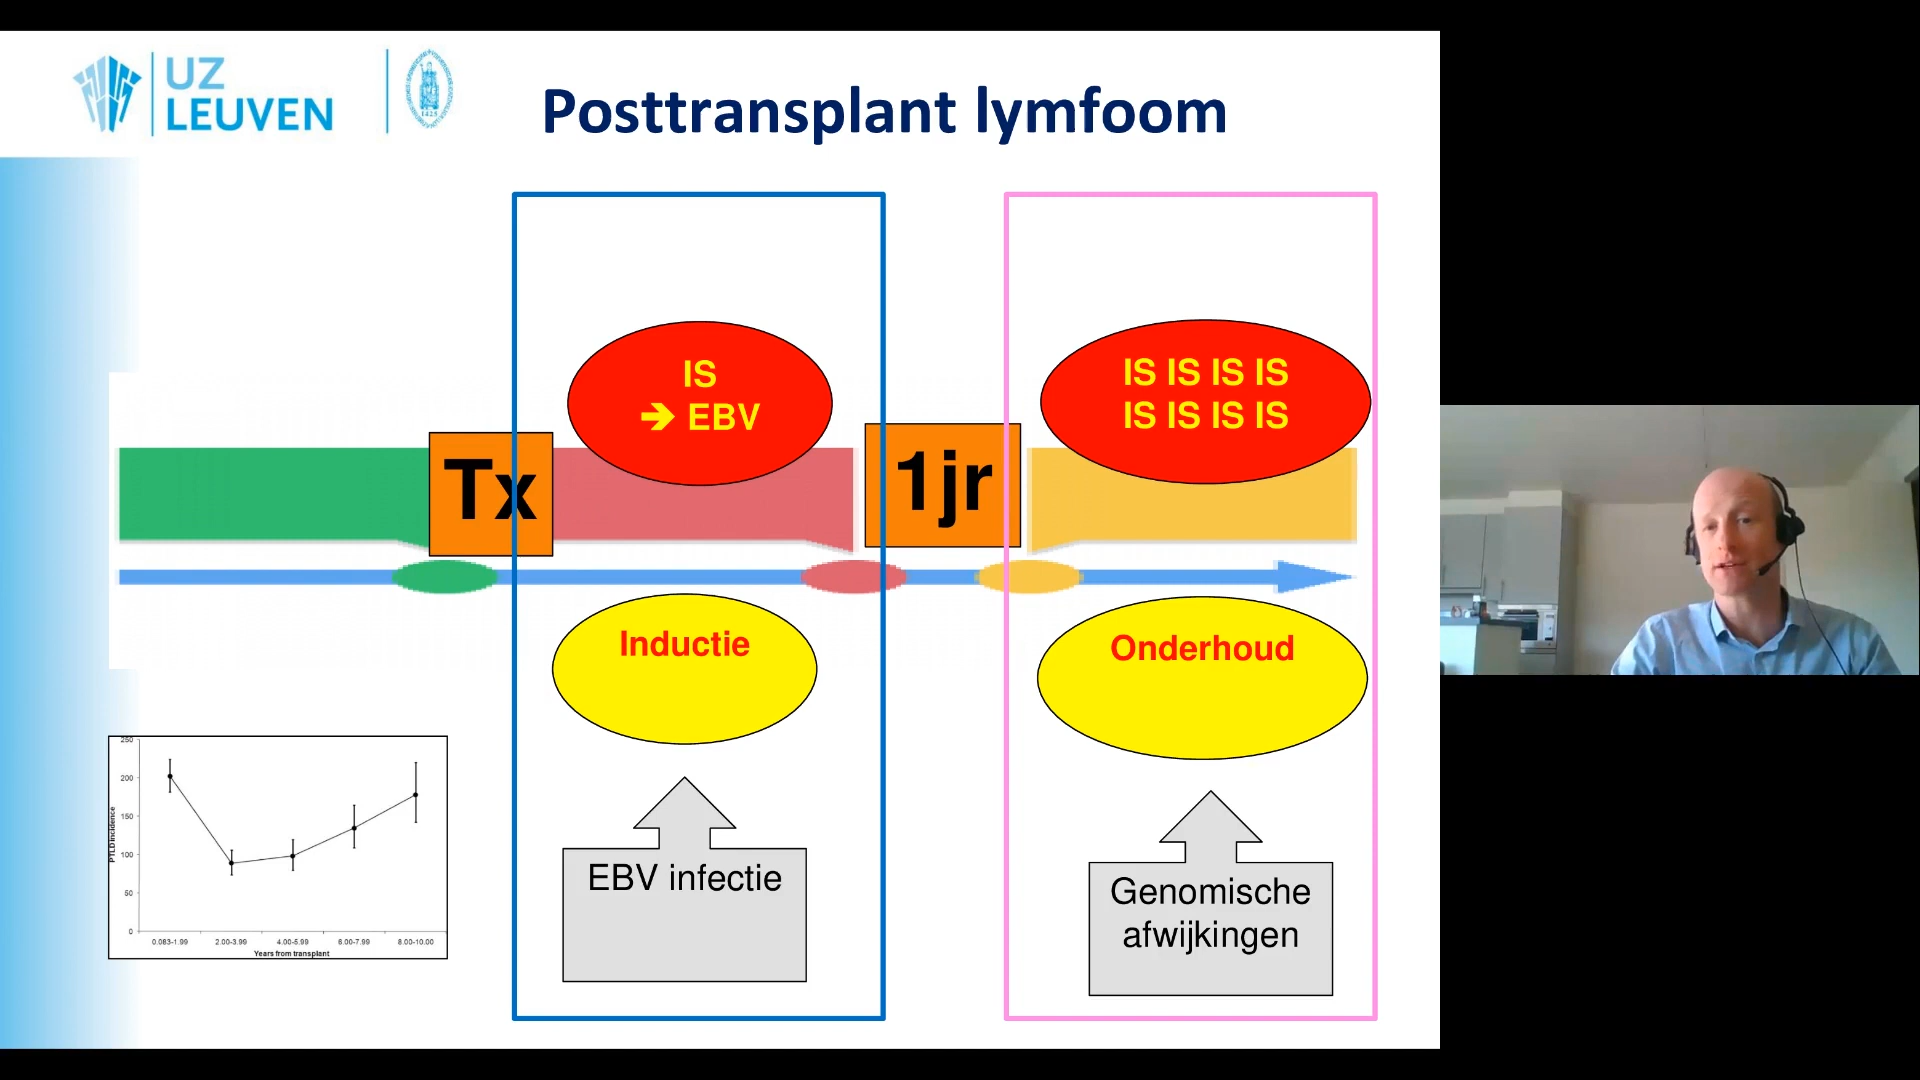 UZ
LEUVEN
1425
Posttransplant lymfoom
IS
➔ EBV
IS IS IS IS
IS IS IS IS
Tx
1jr
Inductie
Onderhoud
EBV infectie
Genomische
afwijkingen
PTLD incidence
250
200
150
100
50
0
0.083-1.99 2.00-3.99 4.00-5.99 6.00-7.99 8.00-10.00
Years from transplant